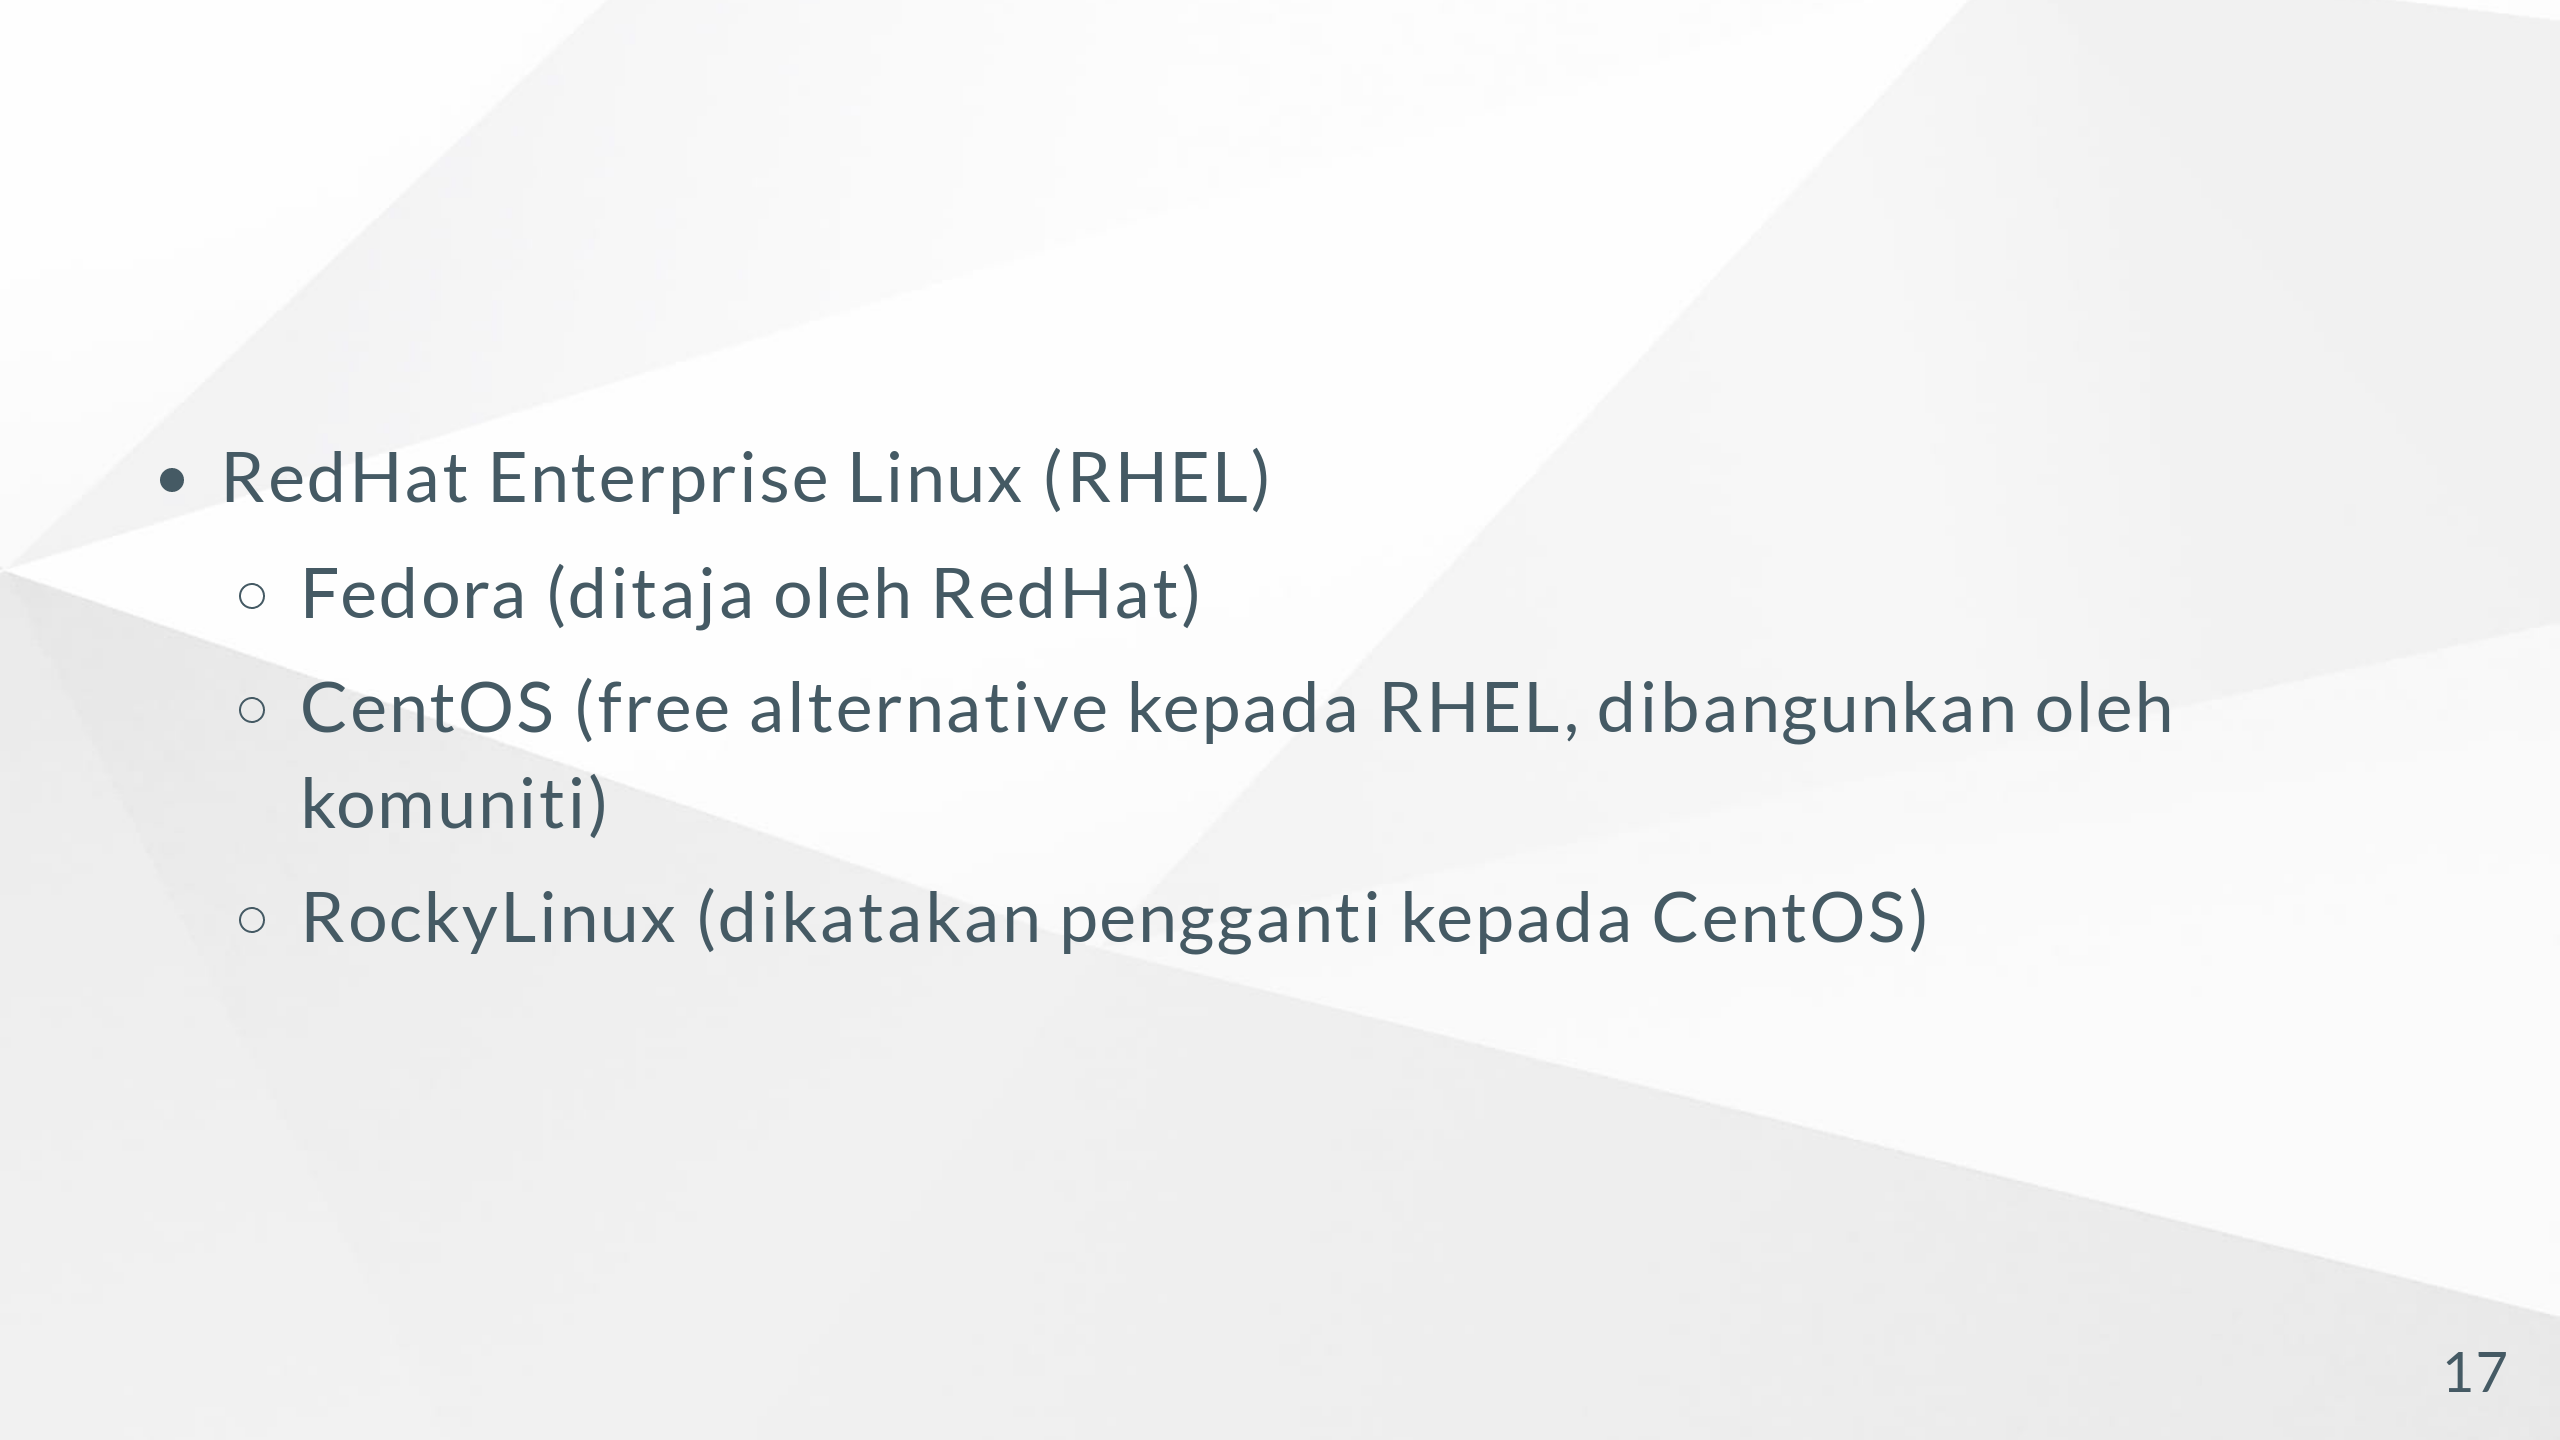 • RedHat Enterprise Linux (RHEL)
○ Fedora (ditaja oleh RedHat)
○ CentOS (free alternative kepada RHEL, dibangunkan oleh
komuniti)
○ RockyLinux (dikatakan pengganti kepada CentOS)
17